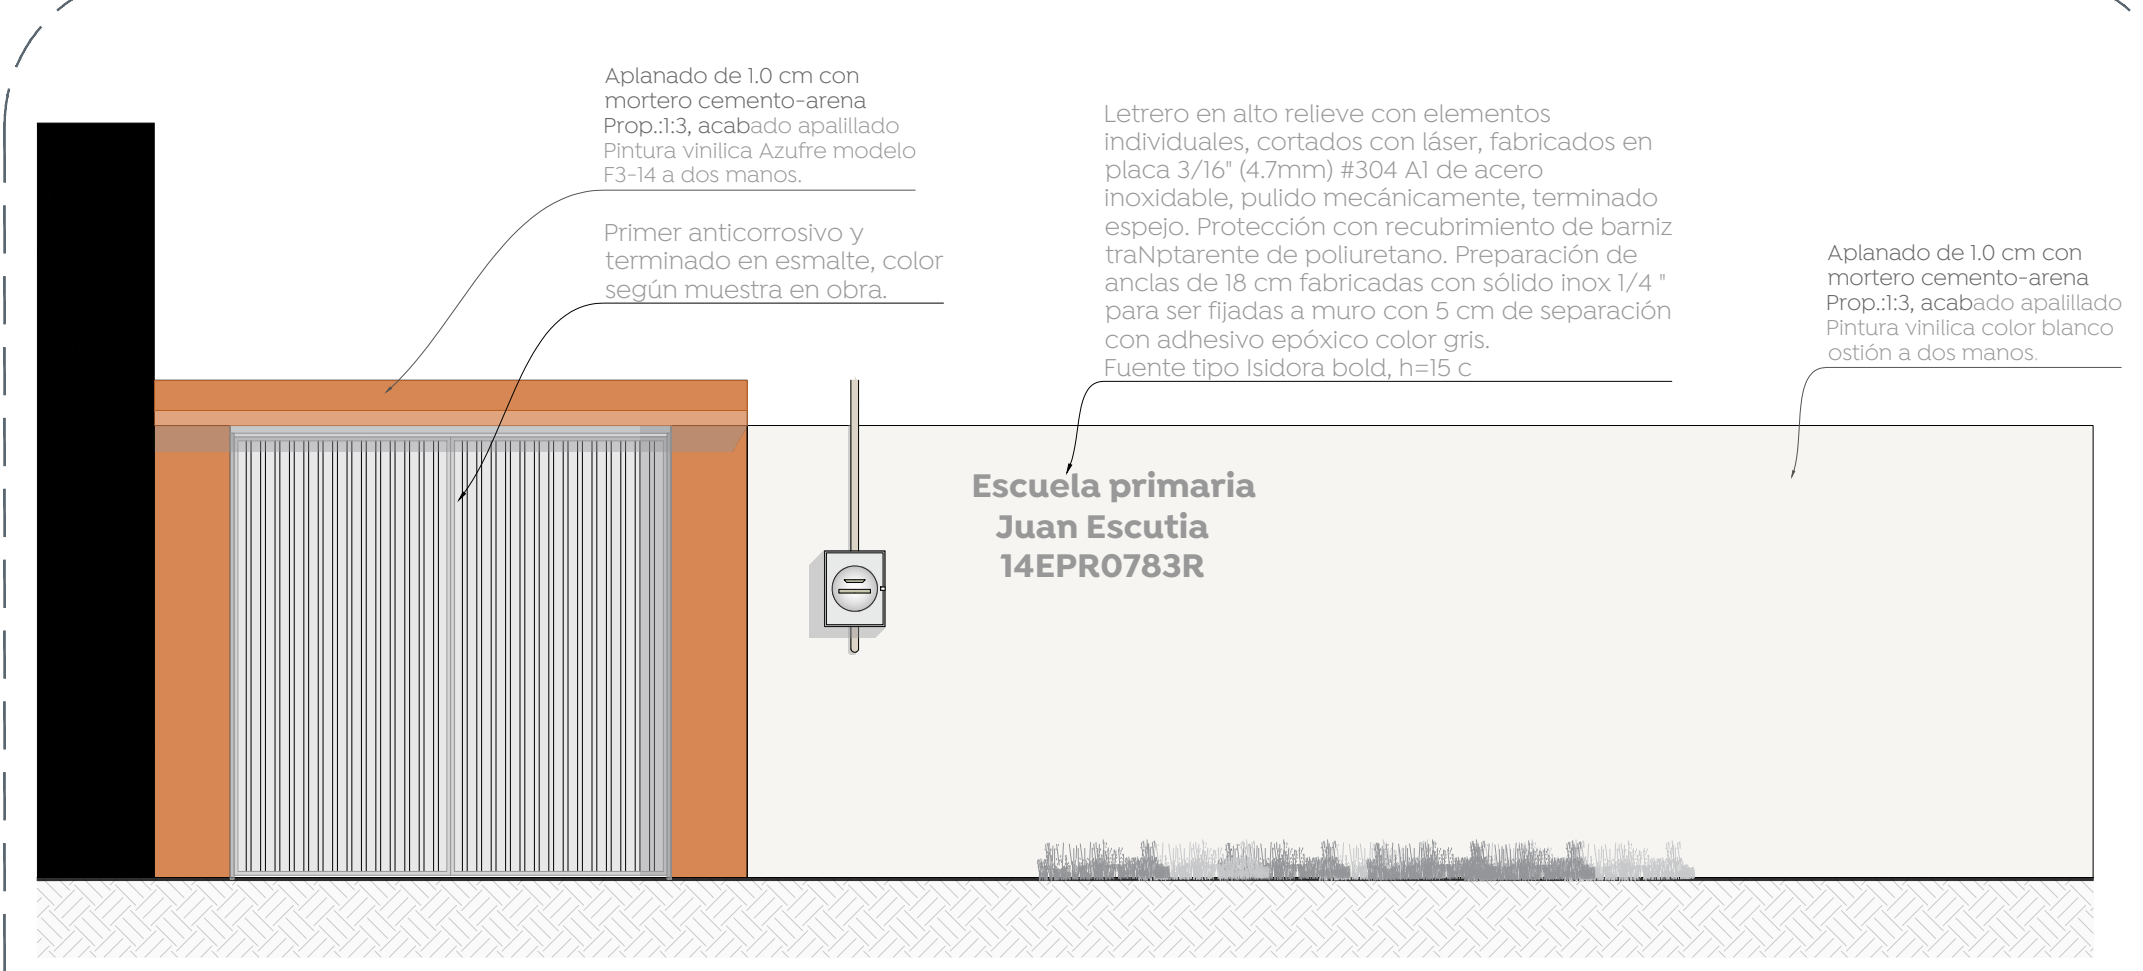 Aplanado de 1.0 cm con
mortero cemento-arena
Prop.:1:3, acabado apalillado
Pintura vinilica Azufre modelo
F3-14 a dos manos.
Primer anticorrosivo y
terminado en esmalte, color
según muestra en obra.
Letrero en alto relieve con elementos
individuales, cortados con láser, fabricados en
placa 3/16" (4.7mm) #304 A1 de acero
inoxidable, pulido mecánicamente, terminado
espejo. Protección con recubrimiento de barniz
traNptarente de poliuretano. Preparación de
anclas de 18 cm fabricadas con sólido inox 1/4 "
para ser fijadas a muro con 5 cm de separación
con adhesivo epóxico color gris.
Fuente tipo Isidora bold, h=15 c
Aplanado de 1.0 cm con
mortero cemento-arena
Prop.:1:3, acabado apalillado
Pintura vinilica color blanco
ostión a dos manos.
Escuela primaria
Juan Escutia
14EPR0783R